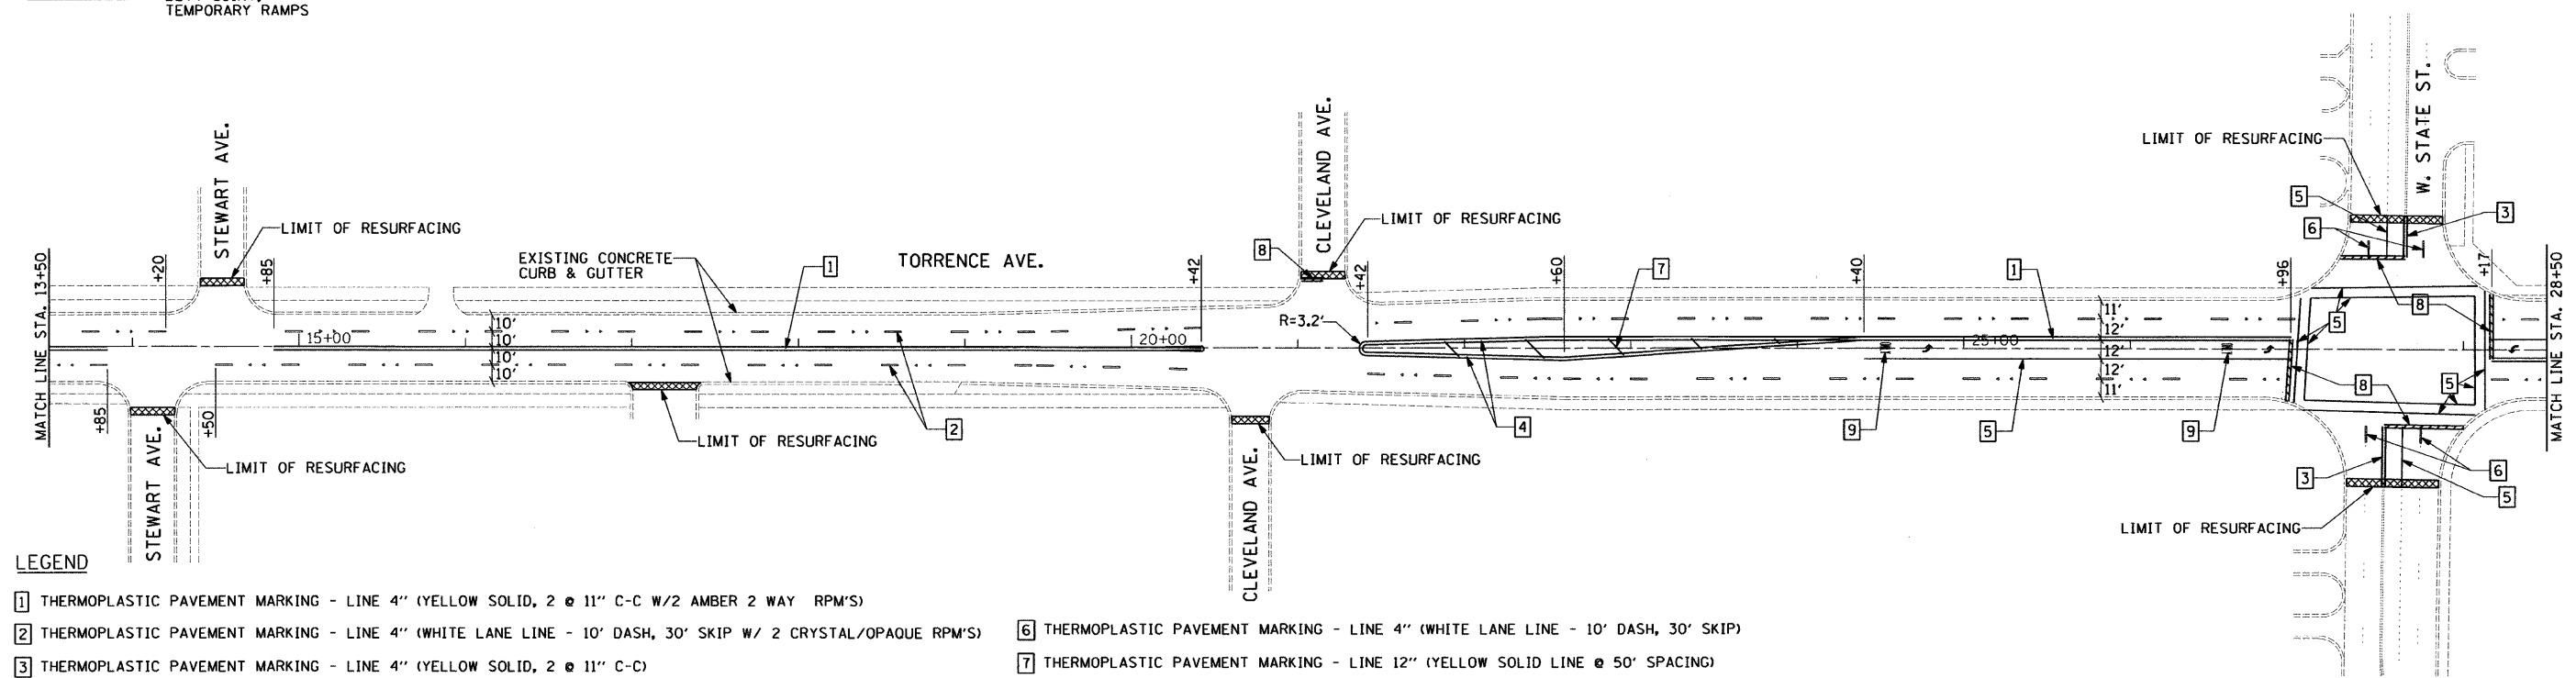 TEMPORARY RAMPS
STEWART AVE.
CLEVELAND AVE.
W. STATE ST.
LIMIT OF RESURFACING
5
3
6
LIMIT OF RESURFACING
LIMIT OF RESURFACING
8
EXISTING CONCRETE
CURB & GUTTER
1
TORRENCE AVE.
MATCH LINE STA. 13+50
+20
+85
+42
+42
+60
7
+40
1
+96
+17
MATCH LINE STA. 28+50
R=3.2'
8
5
10'
10'
10'
10'
15+00
20+00
25+00
11'
12'
12'
12'
11'
8
5
+85
+50
2
4
9
5
9
LIMIT OF RESURFACING
LIMIT OF RESURFACING
LIMIT OF RESURFACING
3
6
5
LIMIT OF RESURFACING
STEWART AVE.
CLEVELAND AVE.
LEGEND
1 THERMOPLASTIC PAVEMENT MARKING - LINE 4" (YELLOW SOLID, 2 @ 11" C-C W/2 AMBER 2 WAY RPM'S)
2 THERMOPLASTIC PAVEMENT MARKING - LINE 4" (WHITE LANE LINE - 10' DASH, 30' SKIP W/ 2 CRYSTAL/OPAQUE RPM'S)
3 THERMOPLASTIC PAVEMENT MARKING - LINE 4" (YELLOW SOLID, 2 @ 11" C-C)
6 THERMOPLASTIC PAVEMENT MARKING - LINE 4" (WHITE LANE LINE - 10' DASH, 30' SKIP)
7 THERMOPLASTIC PAVEMENT MARKING - LINE 12" (YELLOW SOLID LINE @ 50' SPACING)